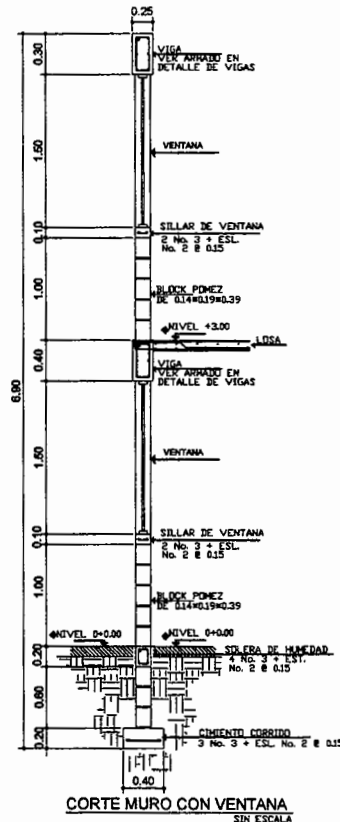 0.25
0.30
VIGA
VER ARMADO EN
DETALLE DE VIGAS
1.50
VENTANA
0.10
SILLAR DE VENTANA
2 No. 3 + ESL.
No. 2 @ 0.15
1.00
BLOCK POMEZ
DE 0.14*0.19*0.39
NIVEL +3.00
LOSA
0.40
VIGA
VER ARMADO EN
DETALLE DE VIGAS
6.90
1.50
VENTANA
0.10
SILLAR DE VENTANA
2 No. 3 + ESL.
No. 2 @ 0.15
1.00
BLOCK POMEZ
DE 0.14*0.19*0.39
NIVEL 0+0.00
NIVEL 0+0.00
0.20
SOLERA DE HUMEDAD
4 No. 3 + EST.
No. 2 @ 0.15
0.60
0.20
CIMIENTO CORRIDO
3 No. 3 + ESL. No. 2 @ 0.15
0.40
CORTE MURO CON VENTANA
SIN ESCALA